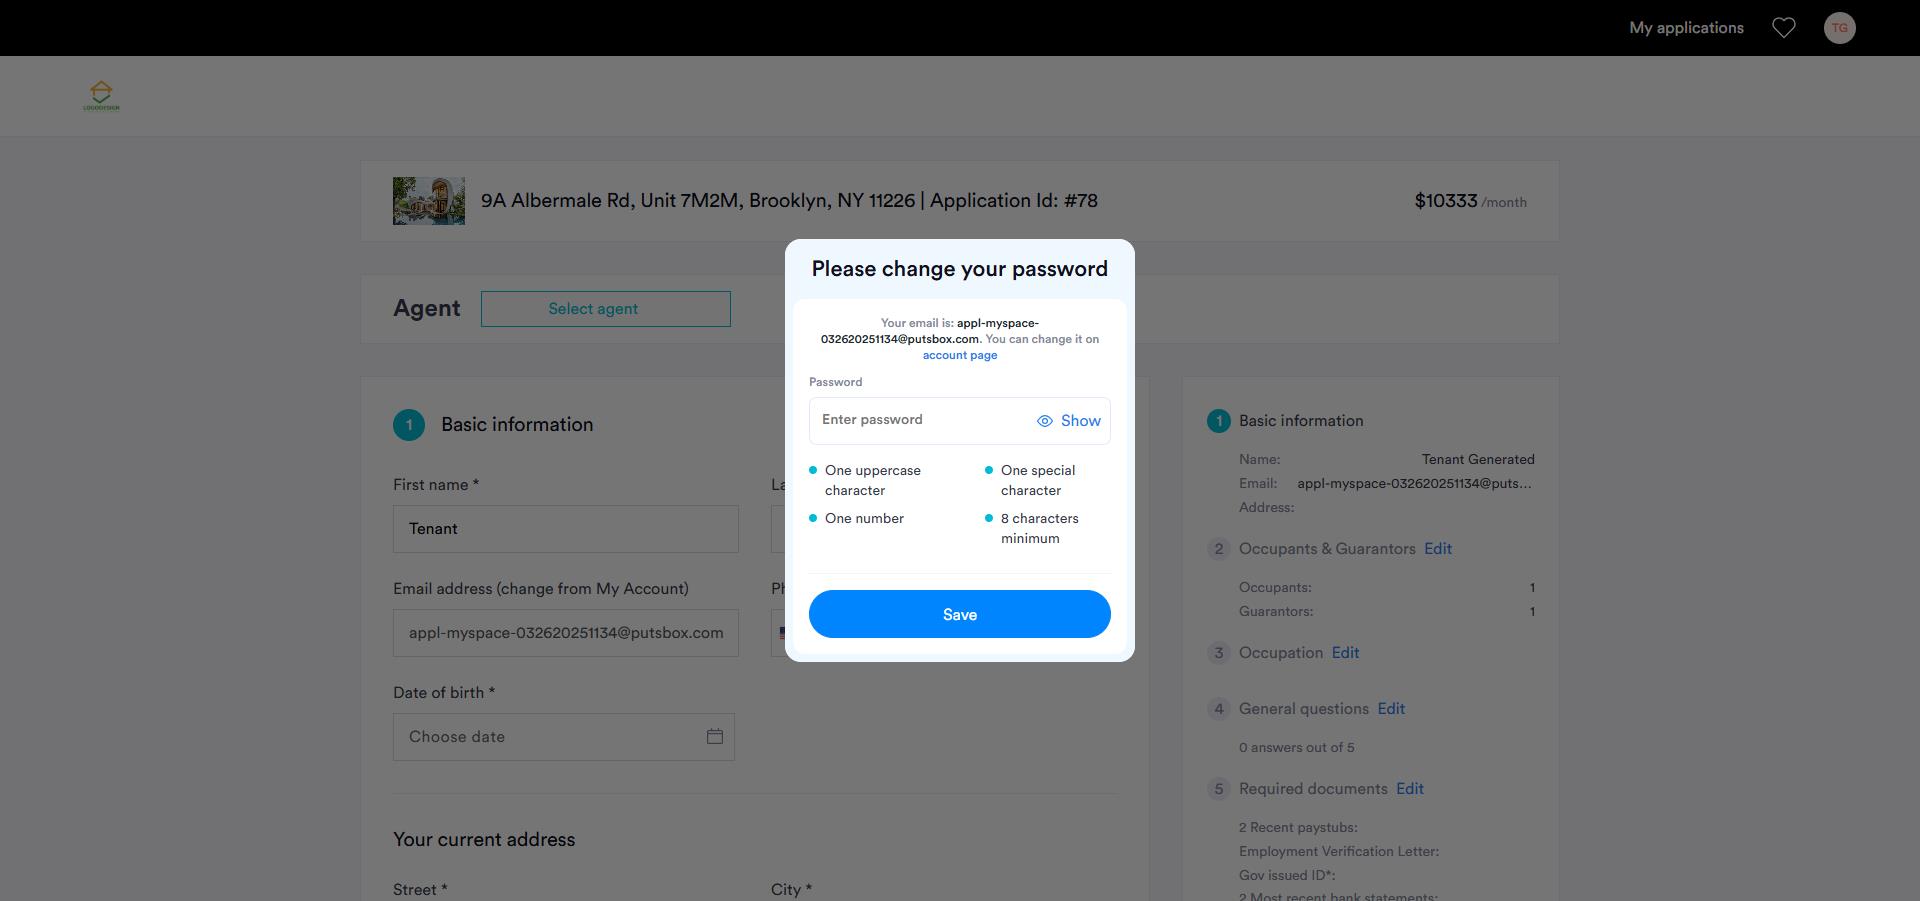 My applications
TG
LOGODESIGN
9A Albermale Rd, Unit 7M2M, Brooklyn, NY 11226 | Application Id: #78
$10333 /month
Agent
Select agent
Please change your password
Your email is: appl-myspace-
032620251134@putsbox.com. You can change it on
account page
Password
Enter password
Show
One uppercase
character
One special
character
One number
8 characters
minimum
Save
1 Basic information
First name *
La
Tenant
Email address (change from My Account)
Ph
appl-myspace-032620251134@putsbox.com
Date of birth *
Choose date
Your current address
Street *
City *
1 Basic information
Name: Tenant Generated
Email: appl-myspace-032620251134@puts...
Address:
2 Occupants & Guarantors Edit
Occupants: 1
Guarantors: 1
3 Occupation Edit
4 General questions Edit
0 answers out of 5
5 Required documents Edit
2 Recent paystubs:
Employment Verification Letter:
Gov issued ID*:
2 Most recent bank statements: